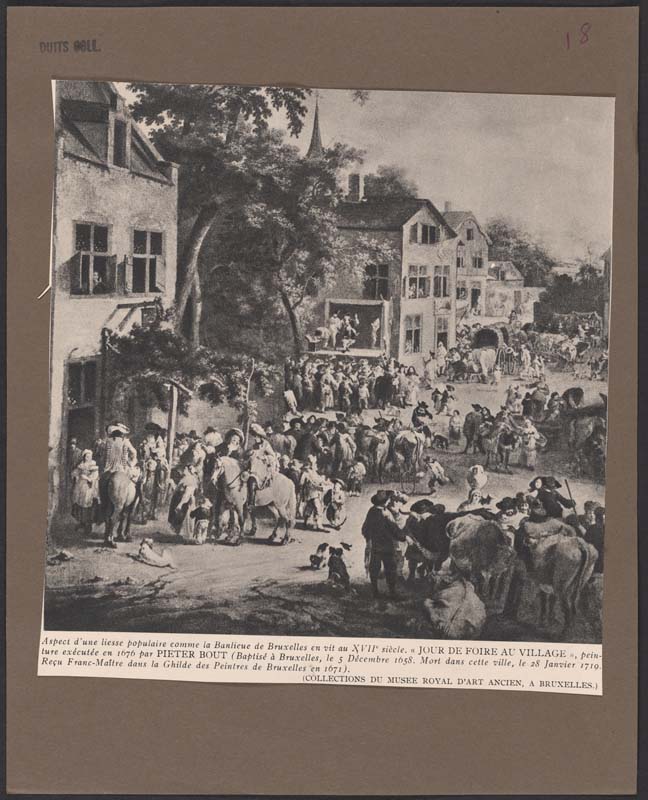 DUITS COLL.
18
Aspect d'une liesse populaire comme la Banlieue de Bruxelles en vit au XVIIe siècle. « JOUR DE FOIRE AU VILLAGE », pein-
ture exécutée en 1676 par PIETER BOUT (Baptisé à Bruxelles, le 5 Décembre 1658. Mort dans cette ville, le 28 Janvier 1719.
Reçu Franc-Maître dans la Ghilde des Peintres de Bruxelles en 1671).
(COLLECTIONS DU MUSEE ROYAL D'ART ANCIEN, A BRUXELLES.)